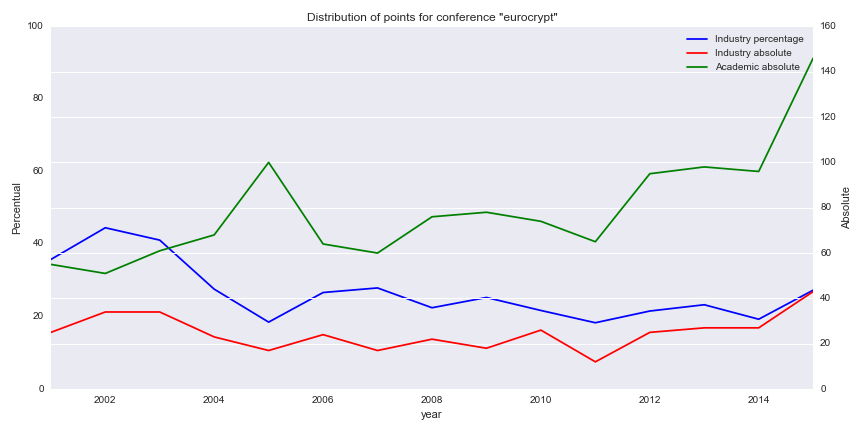 Distribution of points for conference "eurocrypt"
Industry percentage
Industry absolute
Academic absolute
Percentual
100
80
60
40
20
0
160
140
120
100
80
60
40
20
0
Absolute
2002 2004 2006 2008 2010 2012 2014
year